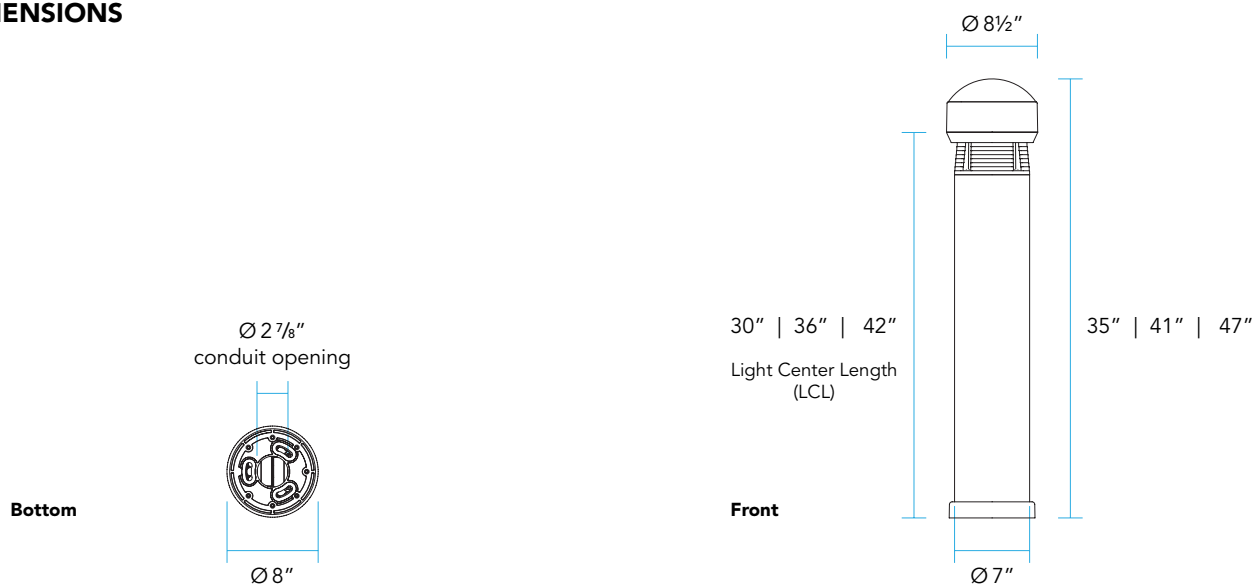 Ø 8½"
Ø 2 ⅞"
conduit opening
Bottom
Ø 8"
30" | 36" | 42"
Light Center Length
(LCL)
35" | 41" | 47"
Front
Ø 7"